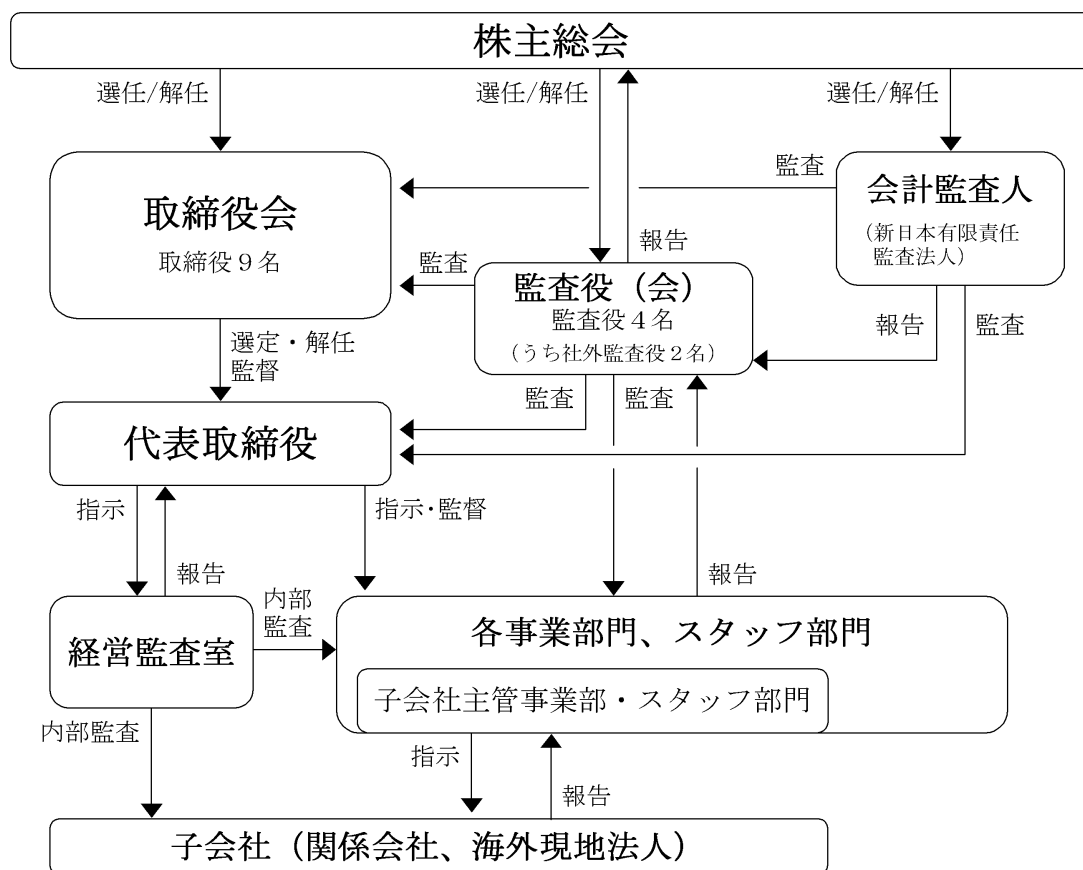 株主総会
選任/解任
選任/解任
選任/解任
取締役会
取締役9名
監査
会計監査人
(新日本有限責任
監査法人)
報告
監査
監査役（会）
監査役4名
(うち社外監査役2名)
報告
監査
選定・解任
監督
監査
監査
代表取締役
指示
報告
指示・監督
報告
経営監査室
内部
監査
各事業部門、スタッフ部門
子会社主管事業部・スタッフ部門
内部監査
指示
報告
子会社（関係会社、海外現地法人）